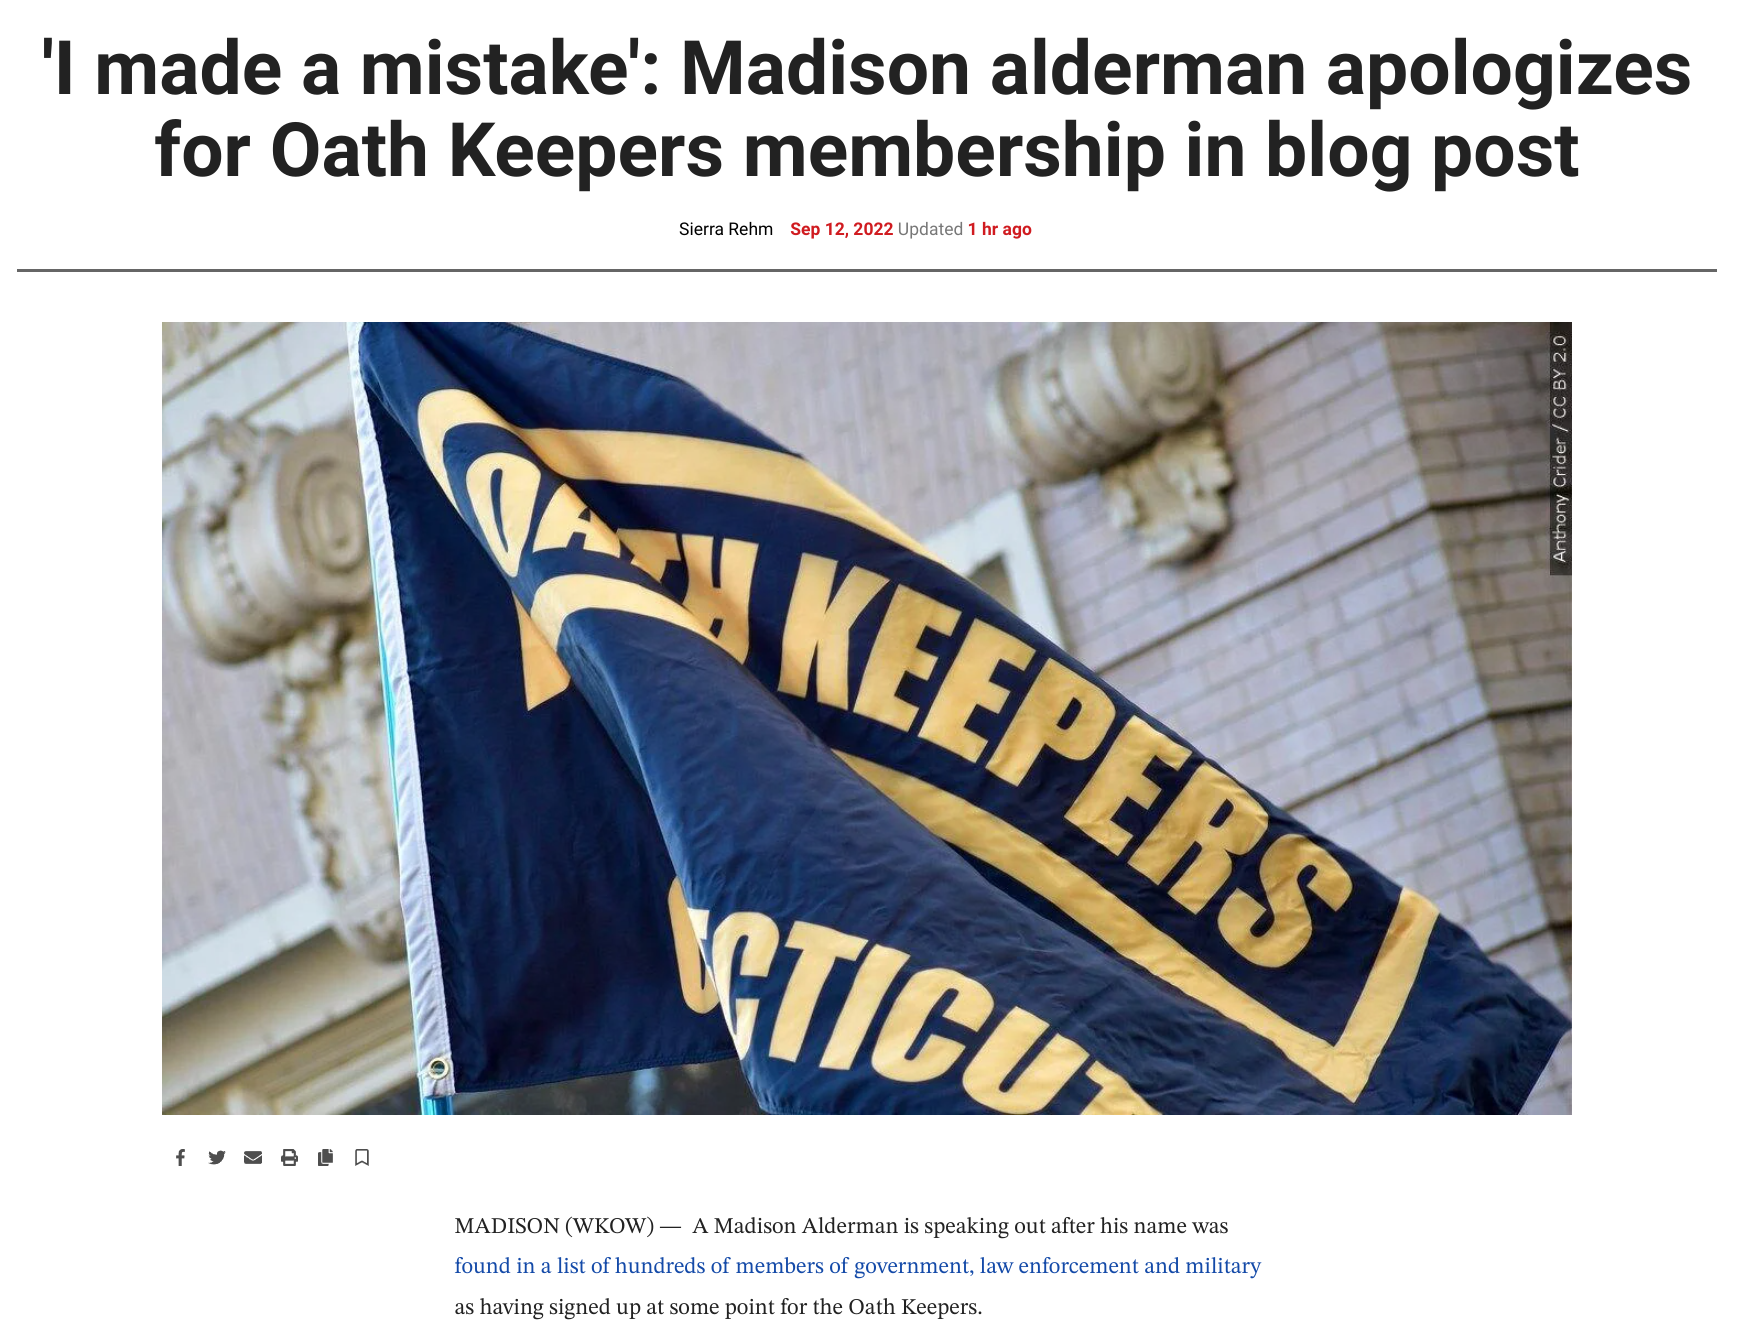 'I made a mistake': Madison alderman apologizes
for Oath Keepers membership in blog post
Sierra Rehm Sep 12, 2022 Updated 1 hr ago
Anthony Crider / CC BY 2.0
OATH KEEPERS
CTICUT
MADISON (WKOW) — A Madison Alderman is speaking out after his name was
found in a list of hundreds of members of government, law enforcement and military
as having signed up at some point for the Oath Keepers.